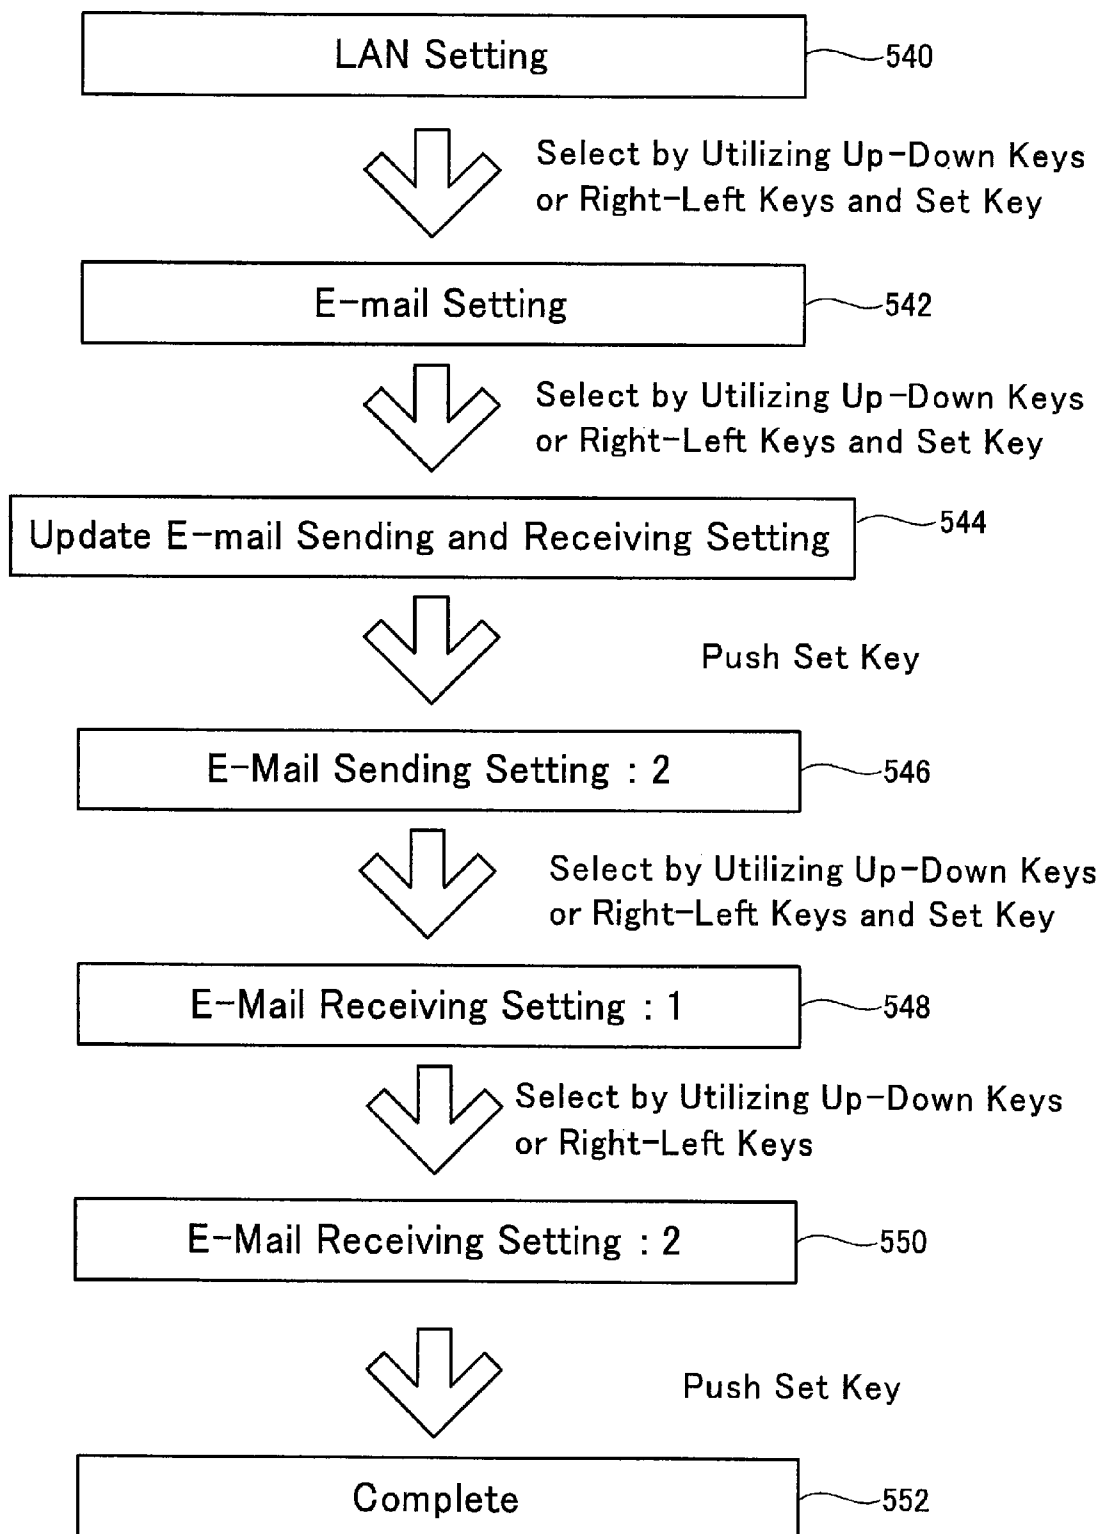 LAN Setting
540
Select by Utilizing Up-Down Keys
or Right-Left Keys and Set Key
E-mail Setting
542
Select by Utilizing Up-Down Keys
or Right-Left Keys and Set Key
Update E-mail Sending and Receiving Setting
544
Push Set Key
E-Mail Sending Setting : 2
546
Select by Utilizing Up-Down Keys
or Right-Left Keys and Set Key
E-Mail Receiving Setting : 1
548
Select by Utilizing Up-Down Keys
or Right-Left Keys
E-Mail Receiving Setting : 2
550
Push Set Key
Complete
552